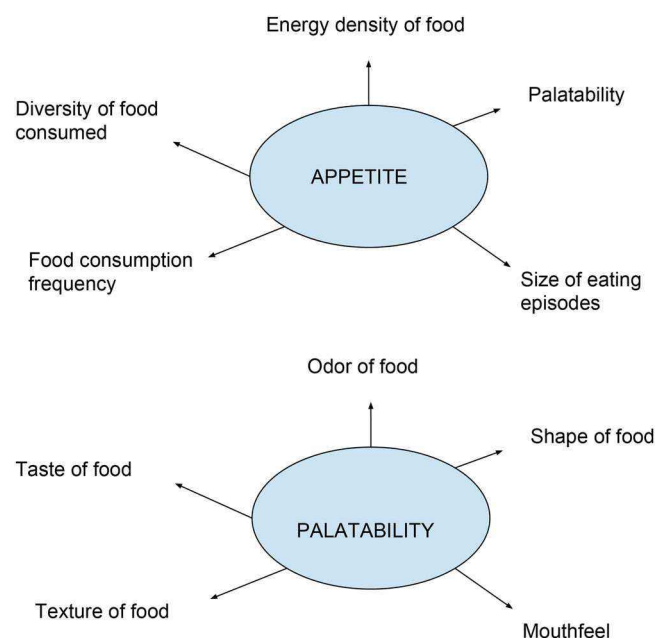 Energy density of food
Palatability
Diversity of food
consumed
APPETITE
Food consumption
frequency
Size of eating
episodes
Odor of food
Shape of food
Taste of food
PALATABILITY
Texture of food
Mouthfeel